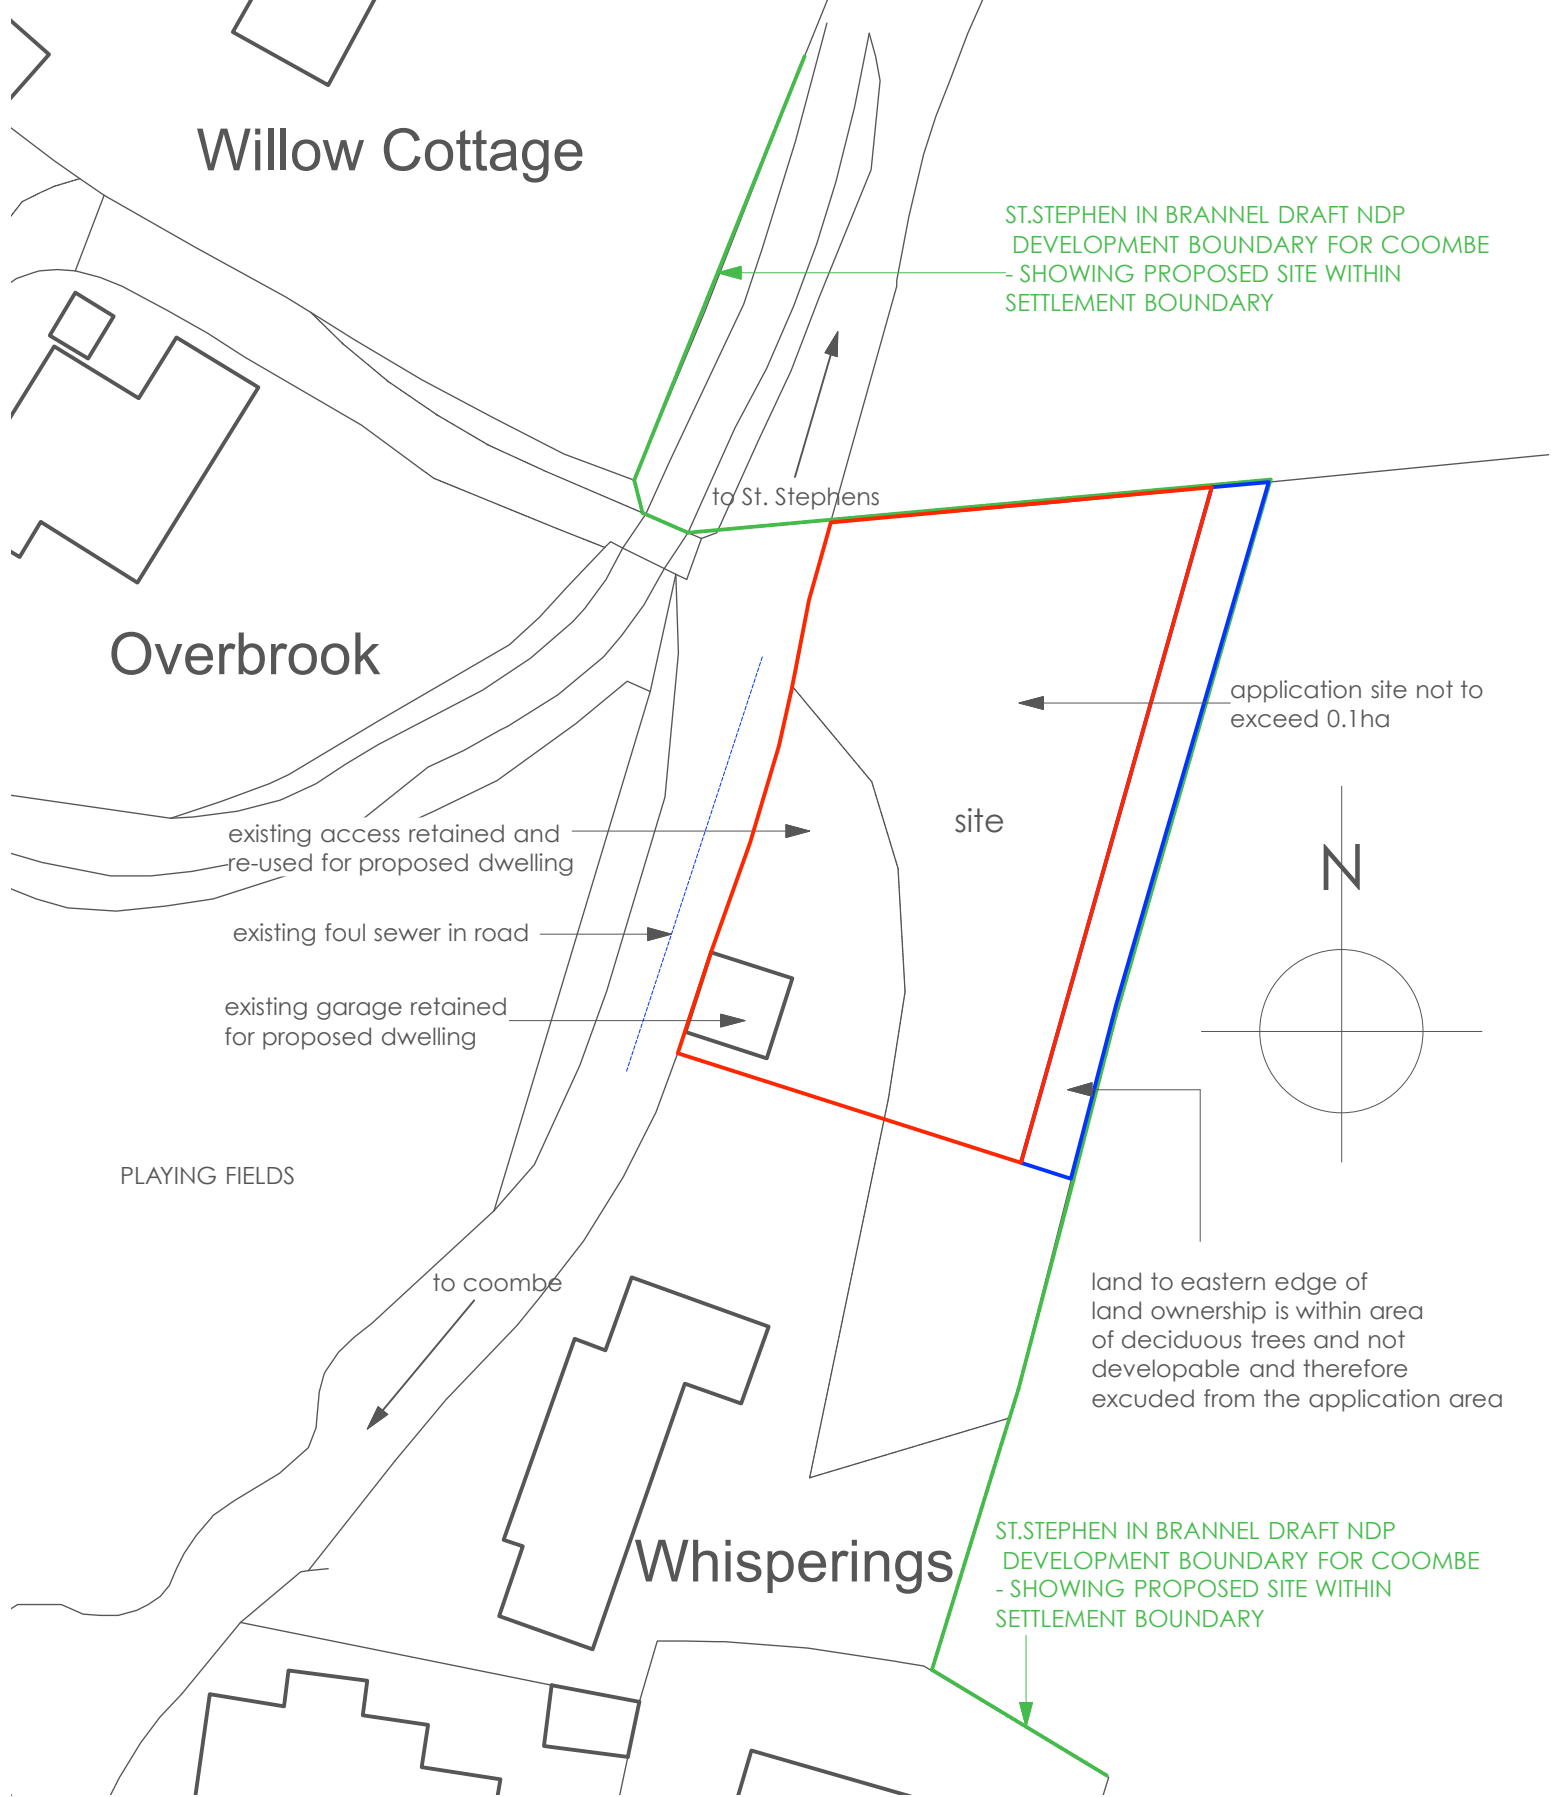 Willow Cottage
ST.STEPHEN IN BRANNEL DRAFT NDP
DEVELOPMENT BOUNDARY FOR COOMBE
- SHOWING PROPOSED SITE WITHIN
SETTLEMENT BOUNDARY
to St. Stephens
Overbrook
application site not to
exceed 0.1ha
site
existing access retained and
re-used for proposed dwelling
N
existing foul sewer in road
existing garage retained
for proposed dwelling
PLAYING FIELDS
to coombe
land to eastern edge of
land ownership is within area
of deciduous trees and not
developable and therefore
excuded from the application area
Whisperings
ST.STEPHEN IN BRANNEL DRAFT NDP
DEVELOPMENT BOUNDARY FOR COOMBE
- SHOWING PROPOSED SITE WITHIN
SETTLEMENT BOUNDARY